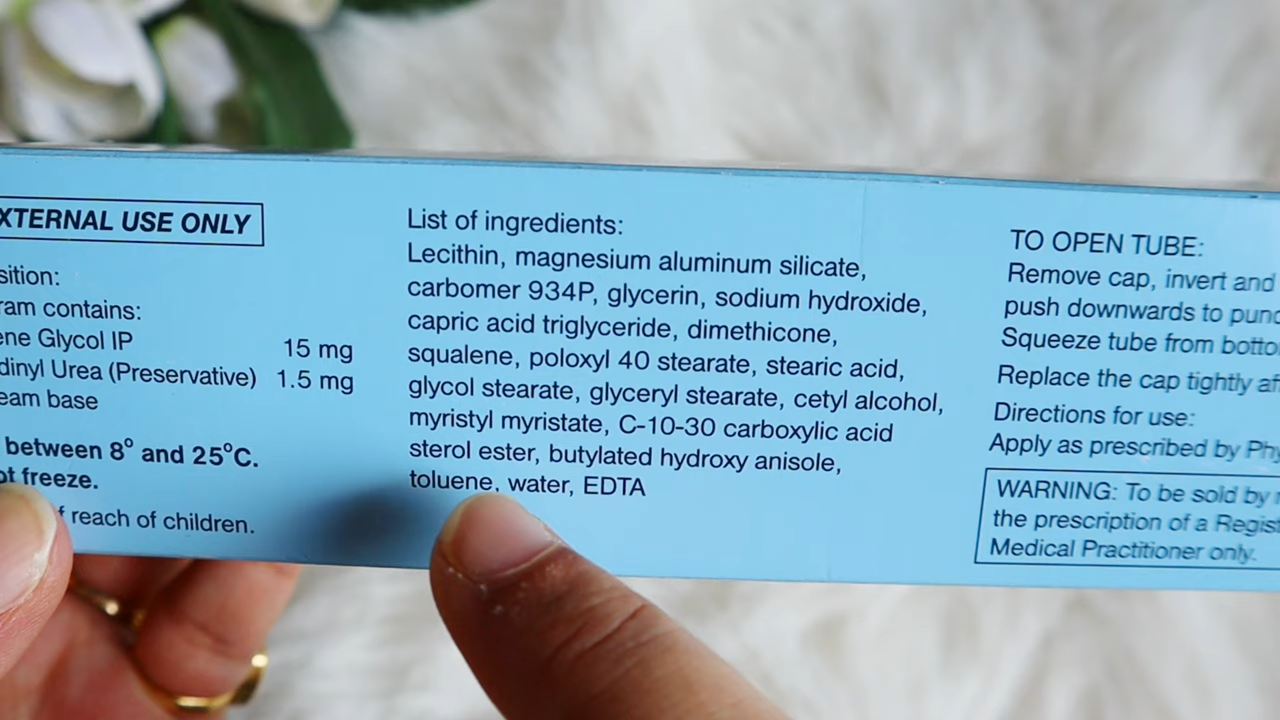 XTERNAL USE ONLY
sition:
ram contains:
ene Glycol IP 15 mg
dinyl Urea (Preservative) 1.5 mg
eam base
between 8° and 25°C.
ot freeze.
f reach of children.
List of ingredients:
Lecithin, magnesium aluminum silicate,
carbomer 934P, glycerin, sodium hydroxide,
capric acid triglyceride, dimethicone,
squalene, poloxyl 40 stearate, stearic acid,
glycol stearate, glyceryl stearate, cetyl alcohol,
myristyl myristate, C-10-30 carboxylic acid
sterol ester, butylated hydroxy anisole,
toluene, water, EDTA
TO OPEN TUBE:
Remove cap, invert and
push downwards to punc
Squeeze tube from botto
Replace the cap tightly af
Directions for use:
Apply as prescribed by Phy
WARNING: To be sold by
the prescription of a Regis
Medical Practitioner only.